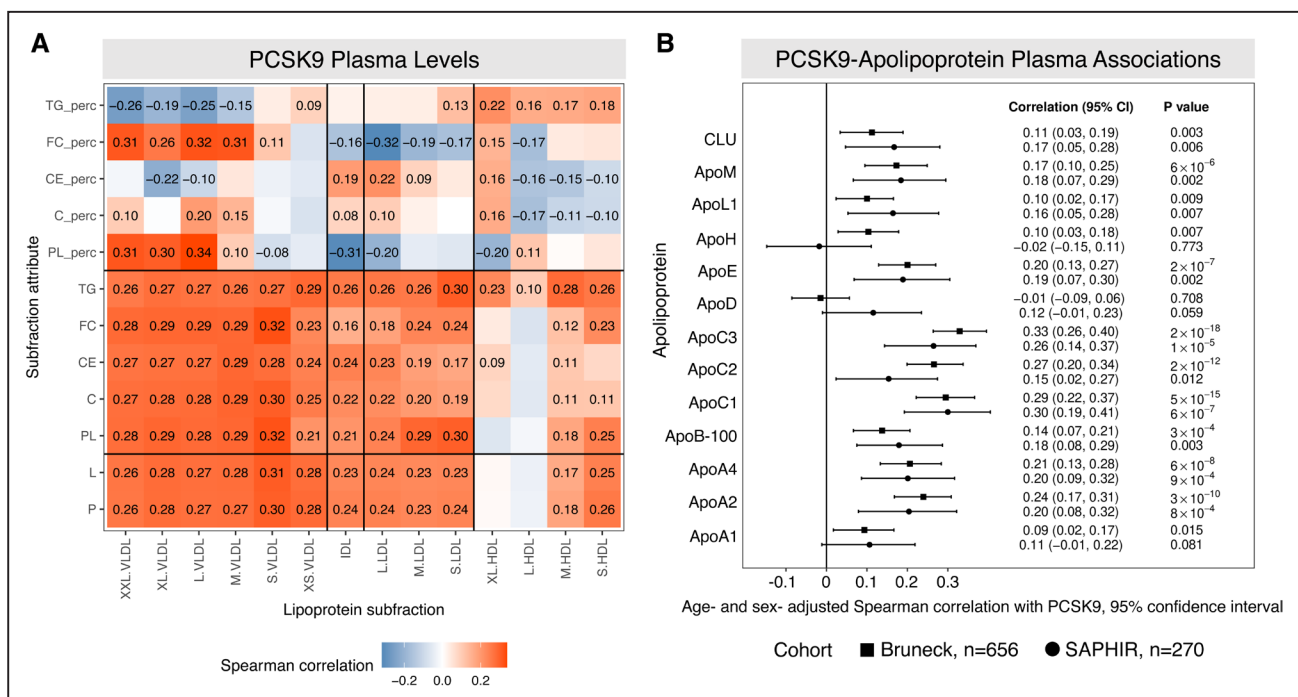 A
PCSK9 Plasma Levels
Subfraction attribute
TG_perc −0.26 −0.19 −0.25 −0.15 0.09 0.13 0.22 0.16 0.17 0.18
FC_perc 0.31 0.26 0.32 0.31 0.11 −0.16 −0.32 −0.19 −0.17 0.15 −0.17
CE_perc −0.22 −0.10 0.19 0.22 0.09 0.16 −0.16 −0.15 −0.10
C_perc 0.10 0.20 0.15 0.08 0.10 0.16 −0.17 −0.11 −0.10
PL_perc 0.31 0.30 0.34 0.10 −0.08 −0.31 −0.20 −0.20 0.11
TG 0.26 0.27 0.27 0.26 0.27 0.29 0.26 0.26 0.26 0.30 0.23 0.10 0.28 0.26
FC 0.28 0.29 0.29 0.29 0.32 0.23 0.16 0.18 0.24 0.24 0.12 0.23
CE 0.27 0.27 0.27 0.29 0.28 0.24 0.24 0.23 0.19 0.17 0.09 0.11
C 0.27 0.28 0.28 0.29 0.30 0.25 0.22 0.22 0.20 0.19 0.11 0.11
PL 0.28 0.29 0.28 0.29 0.32 0.21 0.21 0.24 0.29 0.30 0.18 0.25
L 0.26 0.28 0.27 0.28 0.31 0.28 0.23 0.24 0.23 0.23 0.17 0.25
P 0.26 0.28 0.27 0.27 0.30 0.28 0.24 0.24 0.23 0.24 0.18 0.26
XXL.VLDL XL.VLDL L.VLDL M.VLDL S.VLDL XS.VLDL IDL L.LDL M.LDL S.LDL XL.HDL L.HDL M.HDL S.HDL
Lipoprotein subfraction
Spearman correlation
−0.2 0.0 0.2
B
PCSK9-Apolipoprotein Plasma Associations
Apolipoprotein
Correlation (95% CI) P value
CLU
0.11 (0.03, 0.19) 0.003
0.17 (0.05, 0.28) 0.006
ApoM
0.17 (0.10, 0.25) 6×10⁻⁶
0.18 (0.07, 0.29) 0.002
ApoL1
0.10 (0.02, 0.17) 0.009
0.16 (0.05, 0.28) 0.007
ApoH
0.10 (0.03, 0.18) 0.007
−0.02 (−0.15, 0.11) 0.773
ApoE
0.20 (0.13, 0.27) 2×10⁻⁷
0.19 (0.07, 0.30) 0.002
ApoD
−0.01 (−0.09, 0.06) 0.708
0.12 (−0.01, 0.23) 0.059
ApoC3
0.33 (0.26, 0.40) 2×10⁻¹⁸
0.26 (0.14, 0.37) 1×10⁻⁵
ApoC2
0.27 (0.20, 0.34) 2×10⁻¹²
0.15 (0.02, 0.27) 0.012
ApoC1
0.29 (0.22, 0.37) 5×10⁻¹⁵
0.30 (0.19, 0.41) 6×10⁻⁷
ApoB-100
0.14 (0.07, 0.21) 3×10⁻⁴
0.18 (0.08, 0.29) 0.003
ApoA4
0.21 (0.13, 0.28) 6×10⁻⁸
0.20 (0.09, 0.32) 9×10⁻⁴
ApoA2
0.24 (0.17, 0.31) 3×10⁻¹⁰
0.20 (0.08, 0.32) 8×10⁻⁴
ApoA1
0.09 (0.02, 0.17) 0.015
0.11 (−0.01, 0.22) 0.081
-0.1 0 0.1 0.2 0.3
Age- and sex- adjusted Spearman correlation with PCSK9, 95% confidence interval
Cohort Bruneck, n=656 SAPHIR, n=270